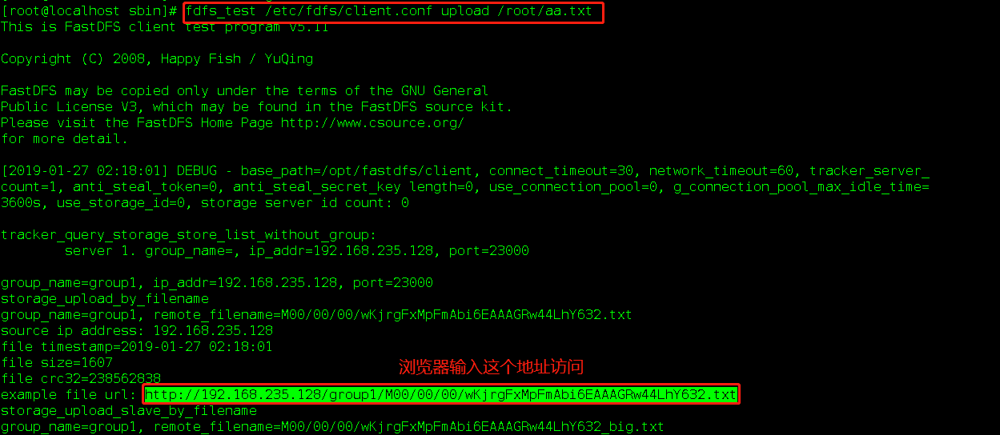 [root@localhost sbin]# fdfs_test /etc/fdfs/client.conf upload /root/aa.txt
This is FastDFS client test program v5.11
Copyright (C) 2008, Happy Fish / YuQing
FastDFS may be copied only under the terms of the GNU General
Public License V3, which may be found in the FastDFS source kit.
Please visit the FastDFS Home Page http://www.csource.org/
for more detail.
[2019-01-27 02:18:01] DEBUG - base_path=/opt/fastdfs/client, connect_timeout=30, network_timeout=60, tracker_server_
count=1, anti_steal_token=0, anti_steal_secret_key length=0, use_connection_pool=0, g_connection_pool_max_idle_time=
3600s, use_storage_id=0, storage server id count: 0
tracker_query_storage_store_list_without_group:
server 1. group_name=, ip_addr=192.168.235.128, port=23000
group_name=group1, ip_addr=192.168.235.128, port=23000
storage_upload_by_filename
group_name=group1, remote_filename=M00/00/00/wKjrgFxMpFmAbi6EAAAGRw44LhY632.txt
source ip address: 192.168.235.128
file timestamp=2019-01-27 02:18:01
file size=1607
file crc32=238562838
浏览器输入这个地址访问
example file url: http://192.168.235.128/group1/M00/00/00/wKjrgFxMpFmAbi6EAAAGRw44LhY632.txt
storage_upload_slave_by_filename
group_name=group1, remote_filename=M00/00/00/wKjrgFxMpFmAbi6EAAAGRw44LhY632_big.txt